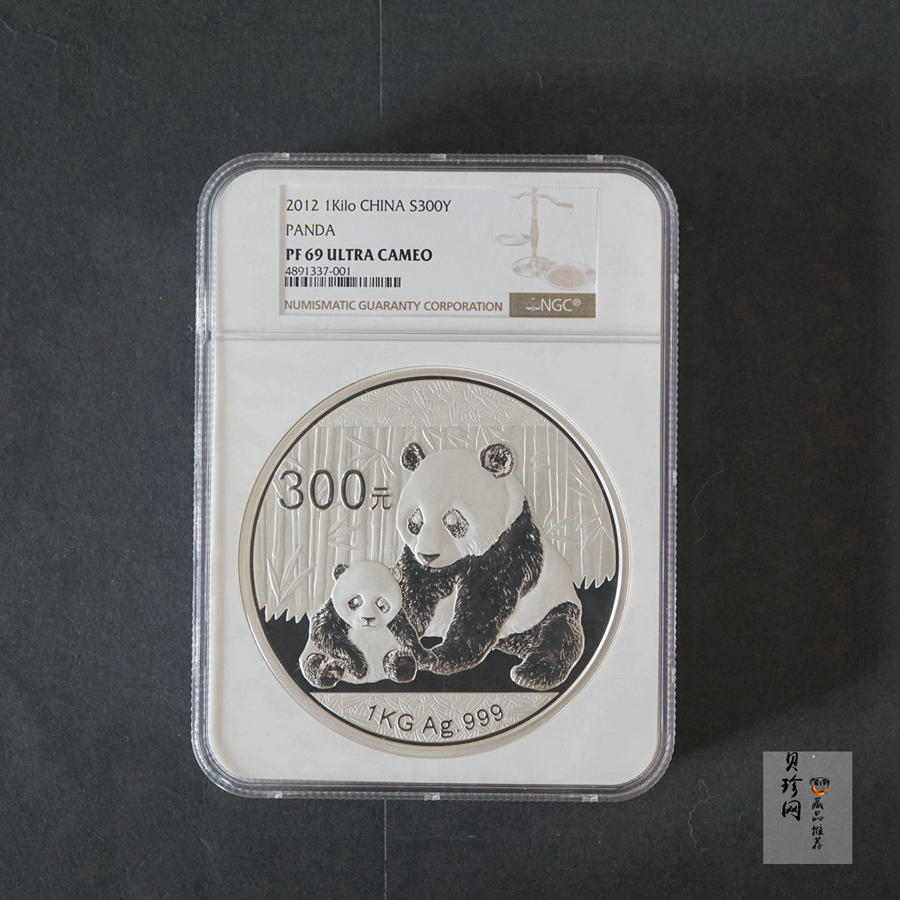 2012 1Kilo CHINA S300Y
PANDA
PF 69 ULTRA CAMEO
4891337-001
NUMISMATIC GUARANTY CORPORATION
NGC®
300元
1KG Ag.999
贝珍网
藏品推荐